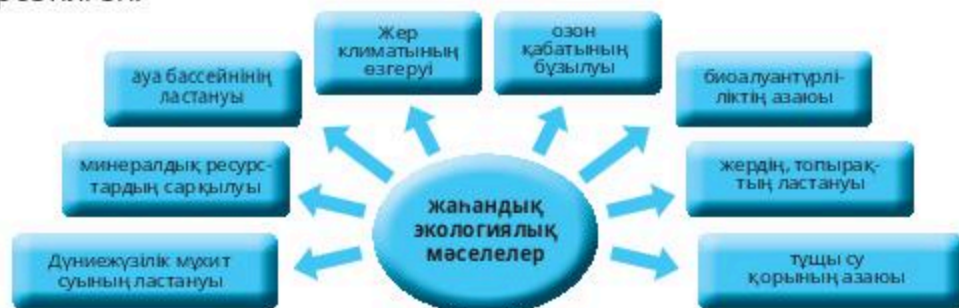 Жер
климатының
өзгеруі
озон
қабатының
бұзылуы
ауа бассейнінің
ластануы
биоалуантүрлі-
ліктің азаюы
минералдық ресурс-
тардың сарқылуы
жердің, топырақ-
тың ластануы
жаһандық
экологиялық
мәселелер
Дүниежүзілік мұхит
суының ластануы
тұщы су
қорының азаюы